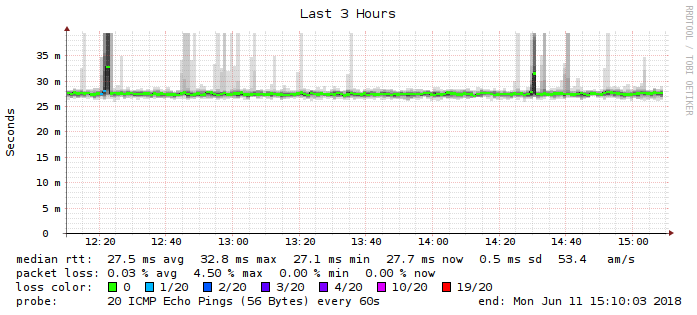 Last 3 Hours
RRDTOOL / TOBI OETIKER
Seconds
35 m
30 m
25 m
20 m
15 m
10 m
5 m
0
12:20 12:40 13:00 13:20 13:40 14:00 14:20 14:40 15:00
median rtt: 27.5 ms avg 32.8 ms max 27.1 ms min 27.7 ms now 0.5 ms sd 53.4 am/s
packet loss: 0.03 % avg 4.50 % max 0.00 % min 0.00 % now
loss color: 0 1/20 2/20 3/20 4/20 10/20 19/20
probe: 20 ICMP Echo Pings (56 Bytes) every 60s end: Mon Jun 11 15:10:03 2018